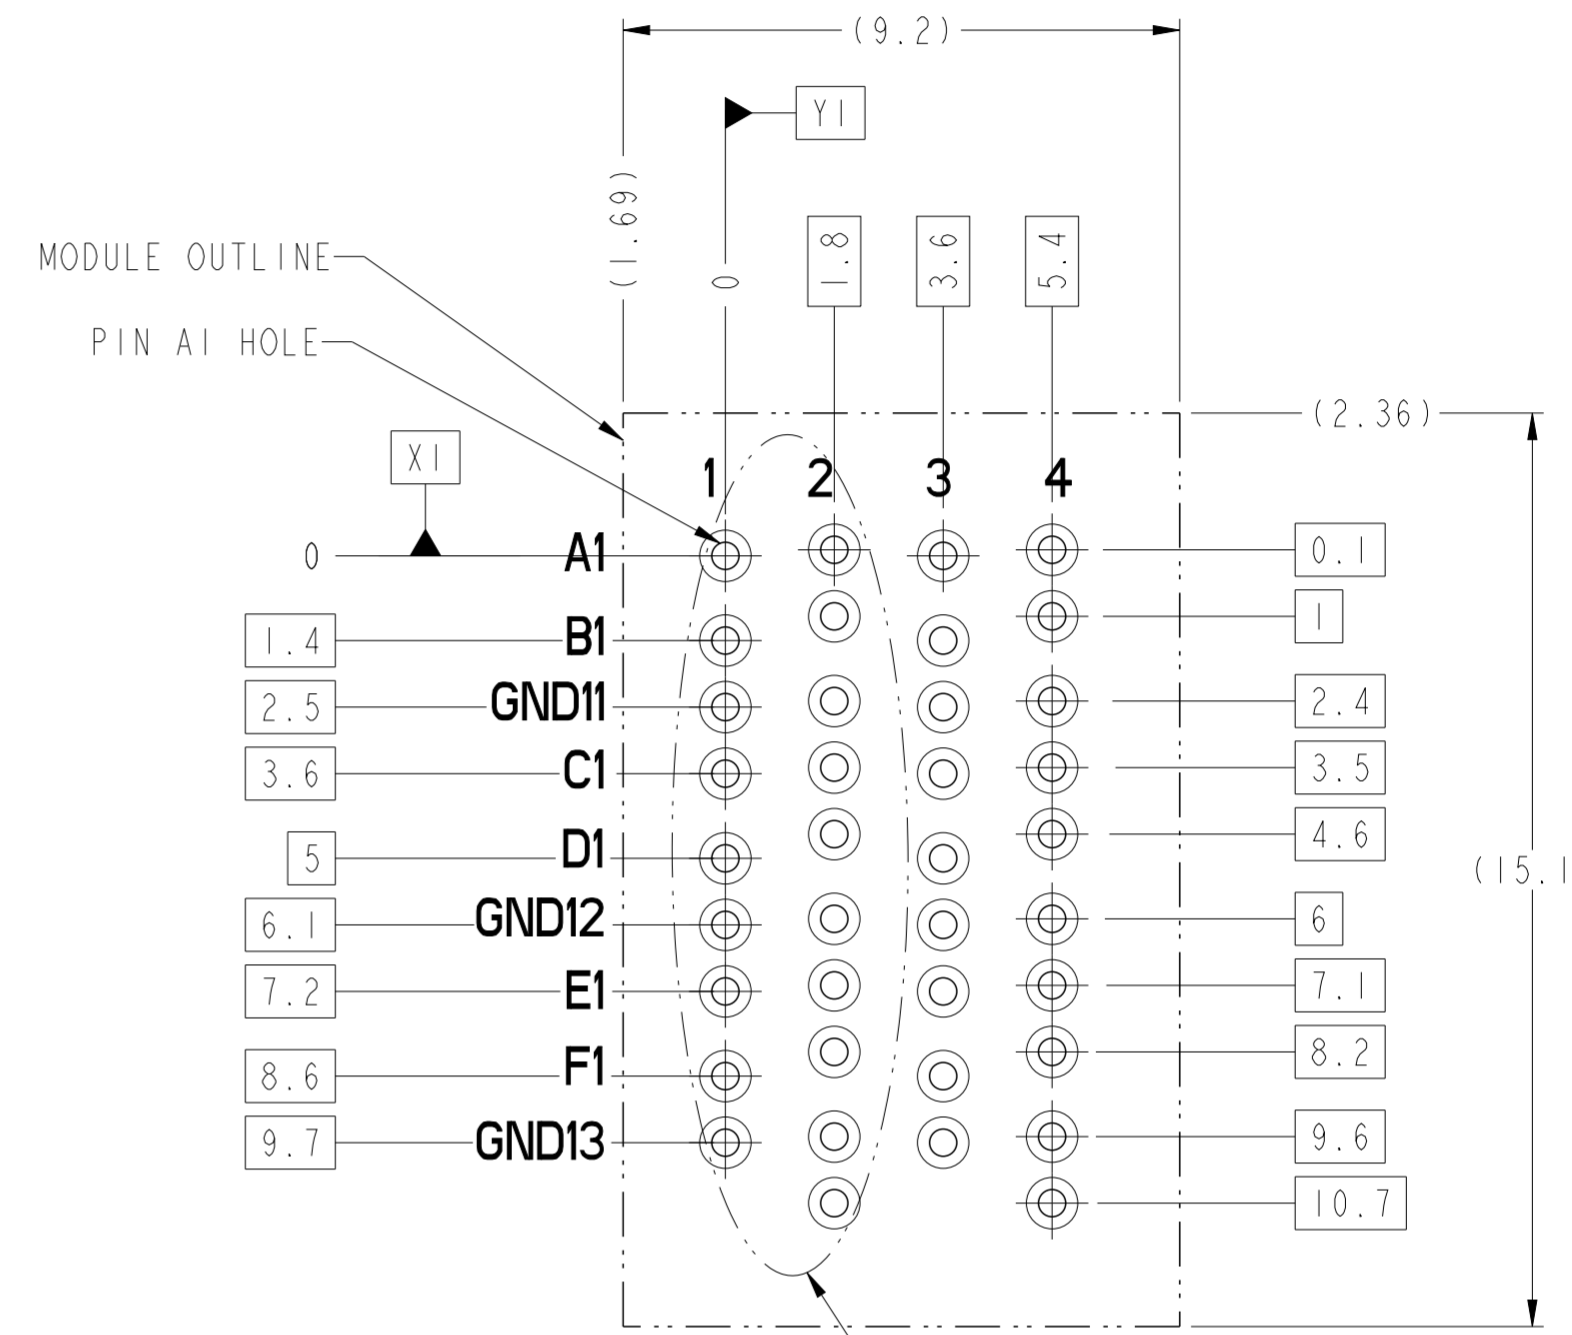 (9.2)
Y1
(1.69)
0
1.8
3.6
5.4
MODULE OUTLINE
PIN A1 HOLE
(2.36)
X1
1 2 3 4
0 A1 0.1
1
1.4 B1
2.5 GND11 2.4
3.6 C1 3.5
4.6
5 D1
(15.1
6.1 GND12 6
7.2 E1 7.1
8.2
8.6 F1
9.7 GND13 9.6
10.7